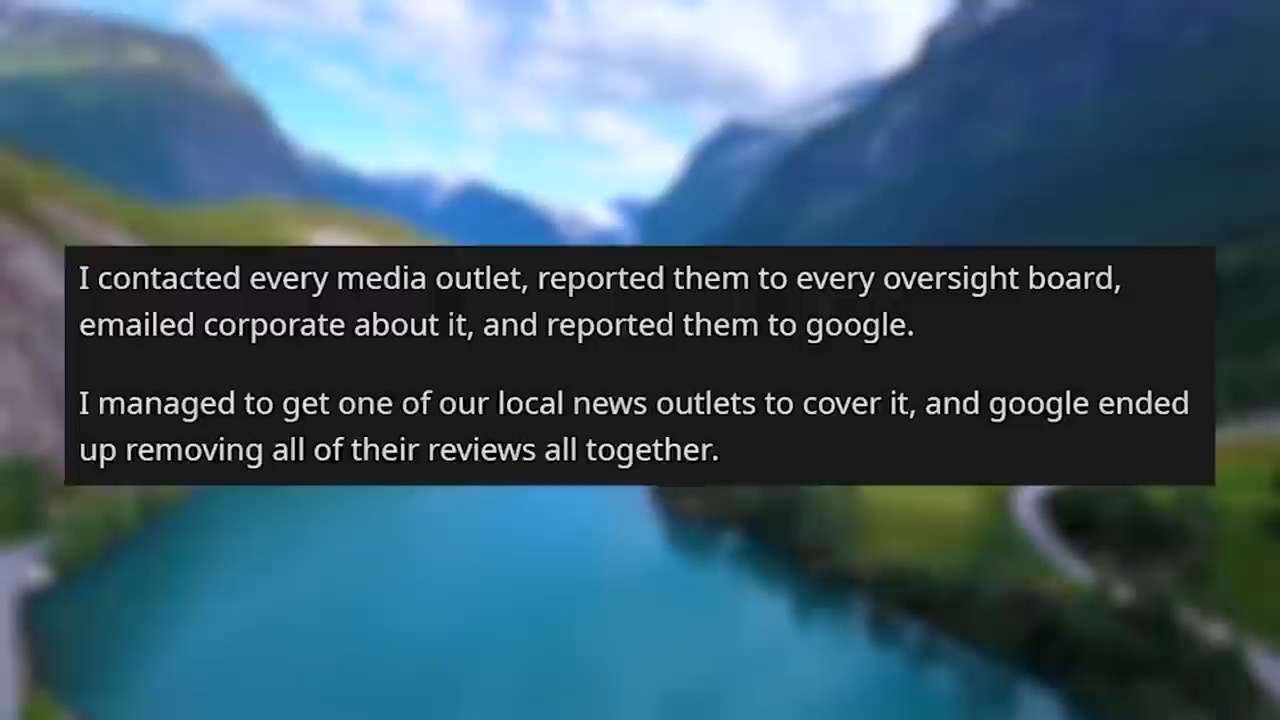 I contacted every media outlet, reported them to every oversight board,
emailed corporate about it, and reported them to google.
I managed to get one of our local news outlets to cover it, and google ended
up removing all of their reviews all together.